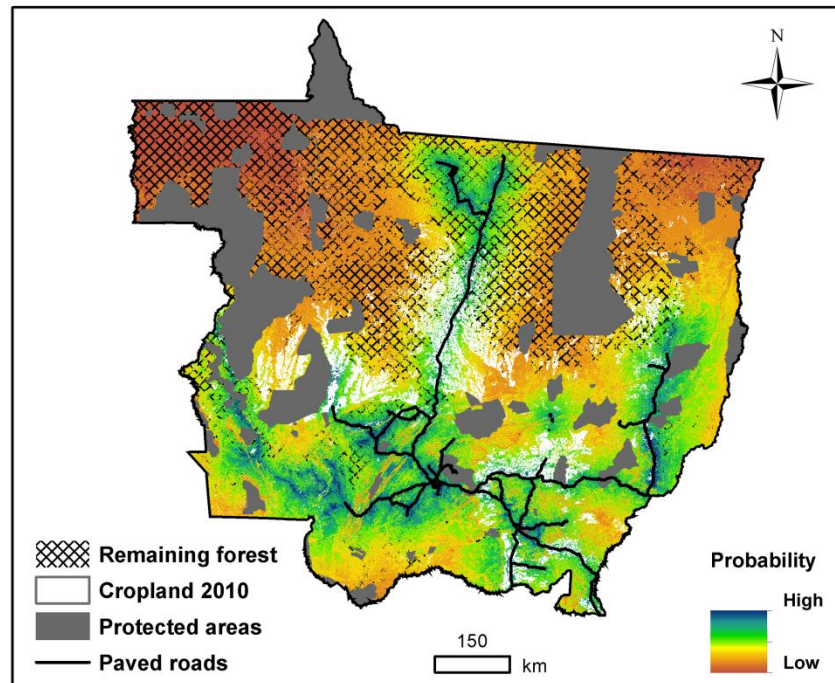 N
Remaining forest
Cropland 2010
Protected areas
Paved roads
150
km
Probability
High
Low